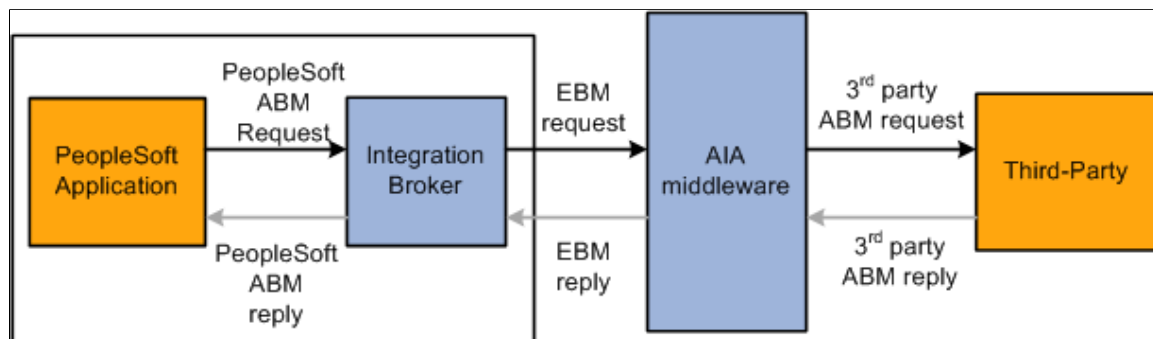 PeopleSoft
ABM
Request
EBM
request
3rd party
ABM request
PeopleSoft
Application
Integration
Broker
AIA
middleware
Third-Party
PeopleSoft
ABM
reply
EBM
reply
3rd party
ABM reply